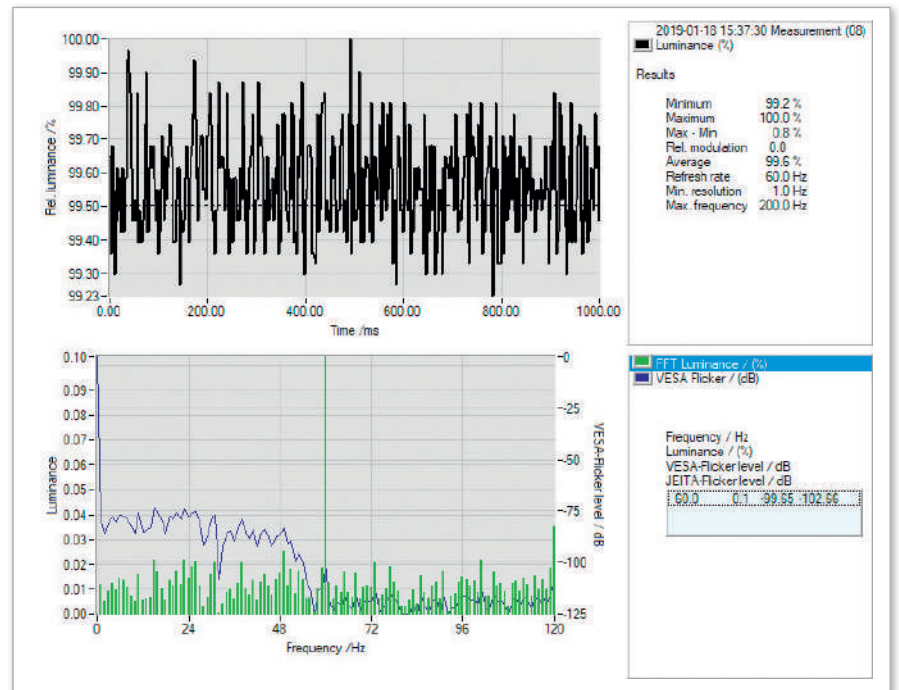 2019-01-18 15:37:30 Measurement (08)
Luminance (%)
Results
Minimum 99.2 %
Maximum 100.0 %
Max - Min 0.8 %
Rel. modulation 0.0
Average 99.6 %
Refresh rate 60.0 Hz
Min. resolution 1.0 Hz
Max. frequency 200.0 Hz
Rel. luminance /%
100.00
99.90
99.80
99.70
99.60
99.50
99.40
99.30
99.23
0.00 200.00 400.00 600.00 800.00 1000.00
Time /ms
FFT Luminance / (%)
VESA Flicker / (dB)
Frequency / Hz
Luminance / (%)
VESA-Flickerlevel / dB
JEITA-Flickerlevel / dB
60.0 0.1 -99.65 -102.66
Luminance
0.10
0.09
0.08
0.07
0.06
0.05
0.04
0.03
0.02
0.01
0.00
-0
-25
-50
-75
-100
-125
VESA-Flicker level / dB
0 24 48 72 96 120
Frequency /Hz